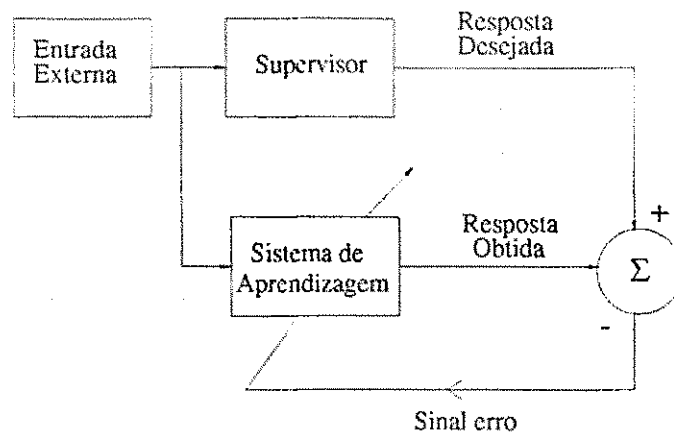 Entrada
Externa
Supervisor
Resposta
Desejada
Sistema de
Aprendizagem
Resposta
Obtida
+
Σ
-
Sinal erro